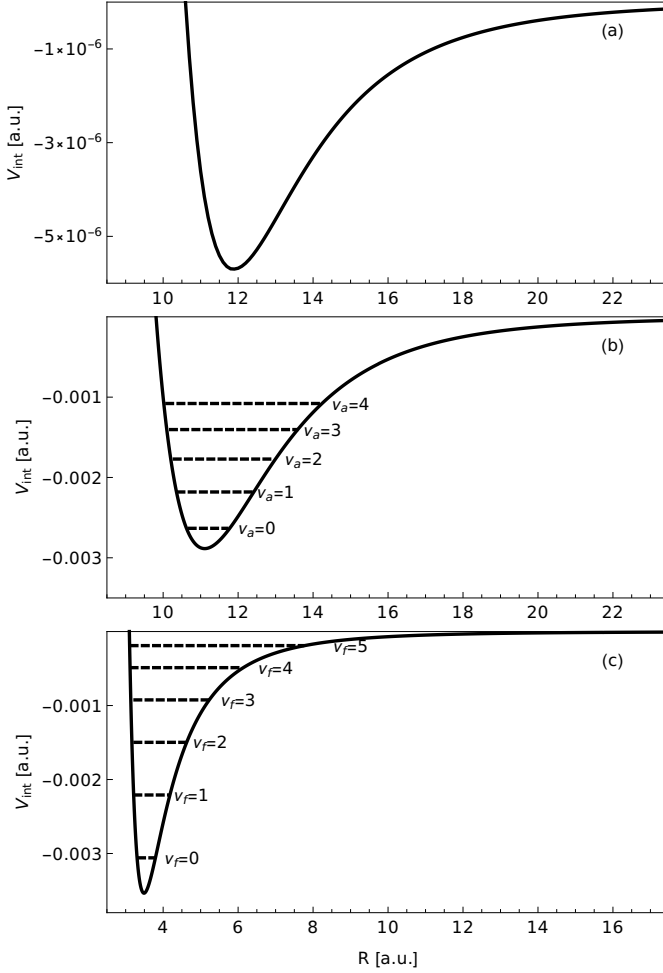 (a)
−1×10⁻⁶
−3×10⁻⁶
−5×10⁻⁶
V_int [a.u.]
10 12 14 16 18 20 22
(b)
−0.001
−0.002
−0.003
V_int [a.u.]
v_a=4
v_a=3
v_a=2
v_a=1
v_a=0
10 12 14 16 18 20 22
(c)
−0.001
−0.002
−0.003
V_int [a.u.]
v_f=5
v_f=4
v_f=3
v_f=2
v_f=1
v_f=0
4 6 8 10 12 14 16
R [a.u.]